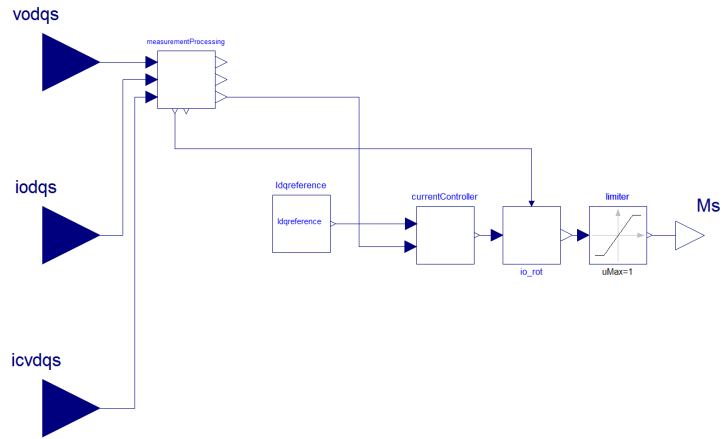 vodqs
measurementProcessing
iodqs
Idqreference
Idqreference
currentController
io_rot
limiter
uMax=1
Ms
icvdqs